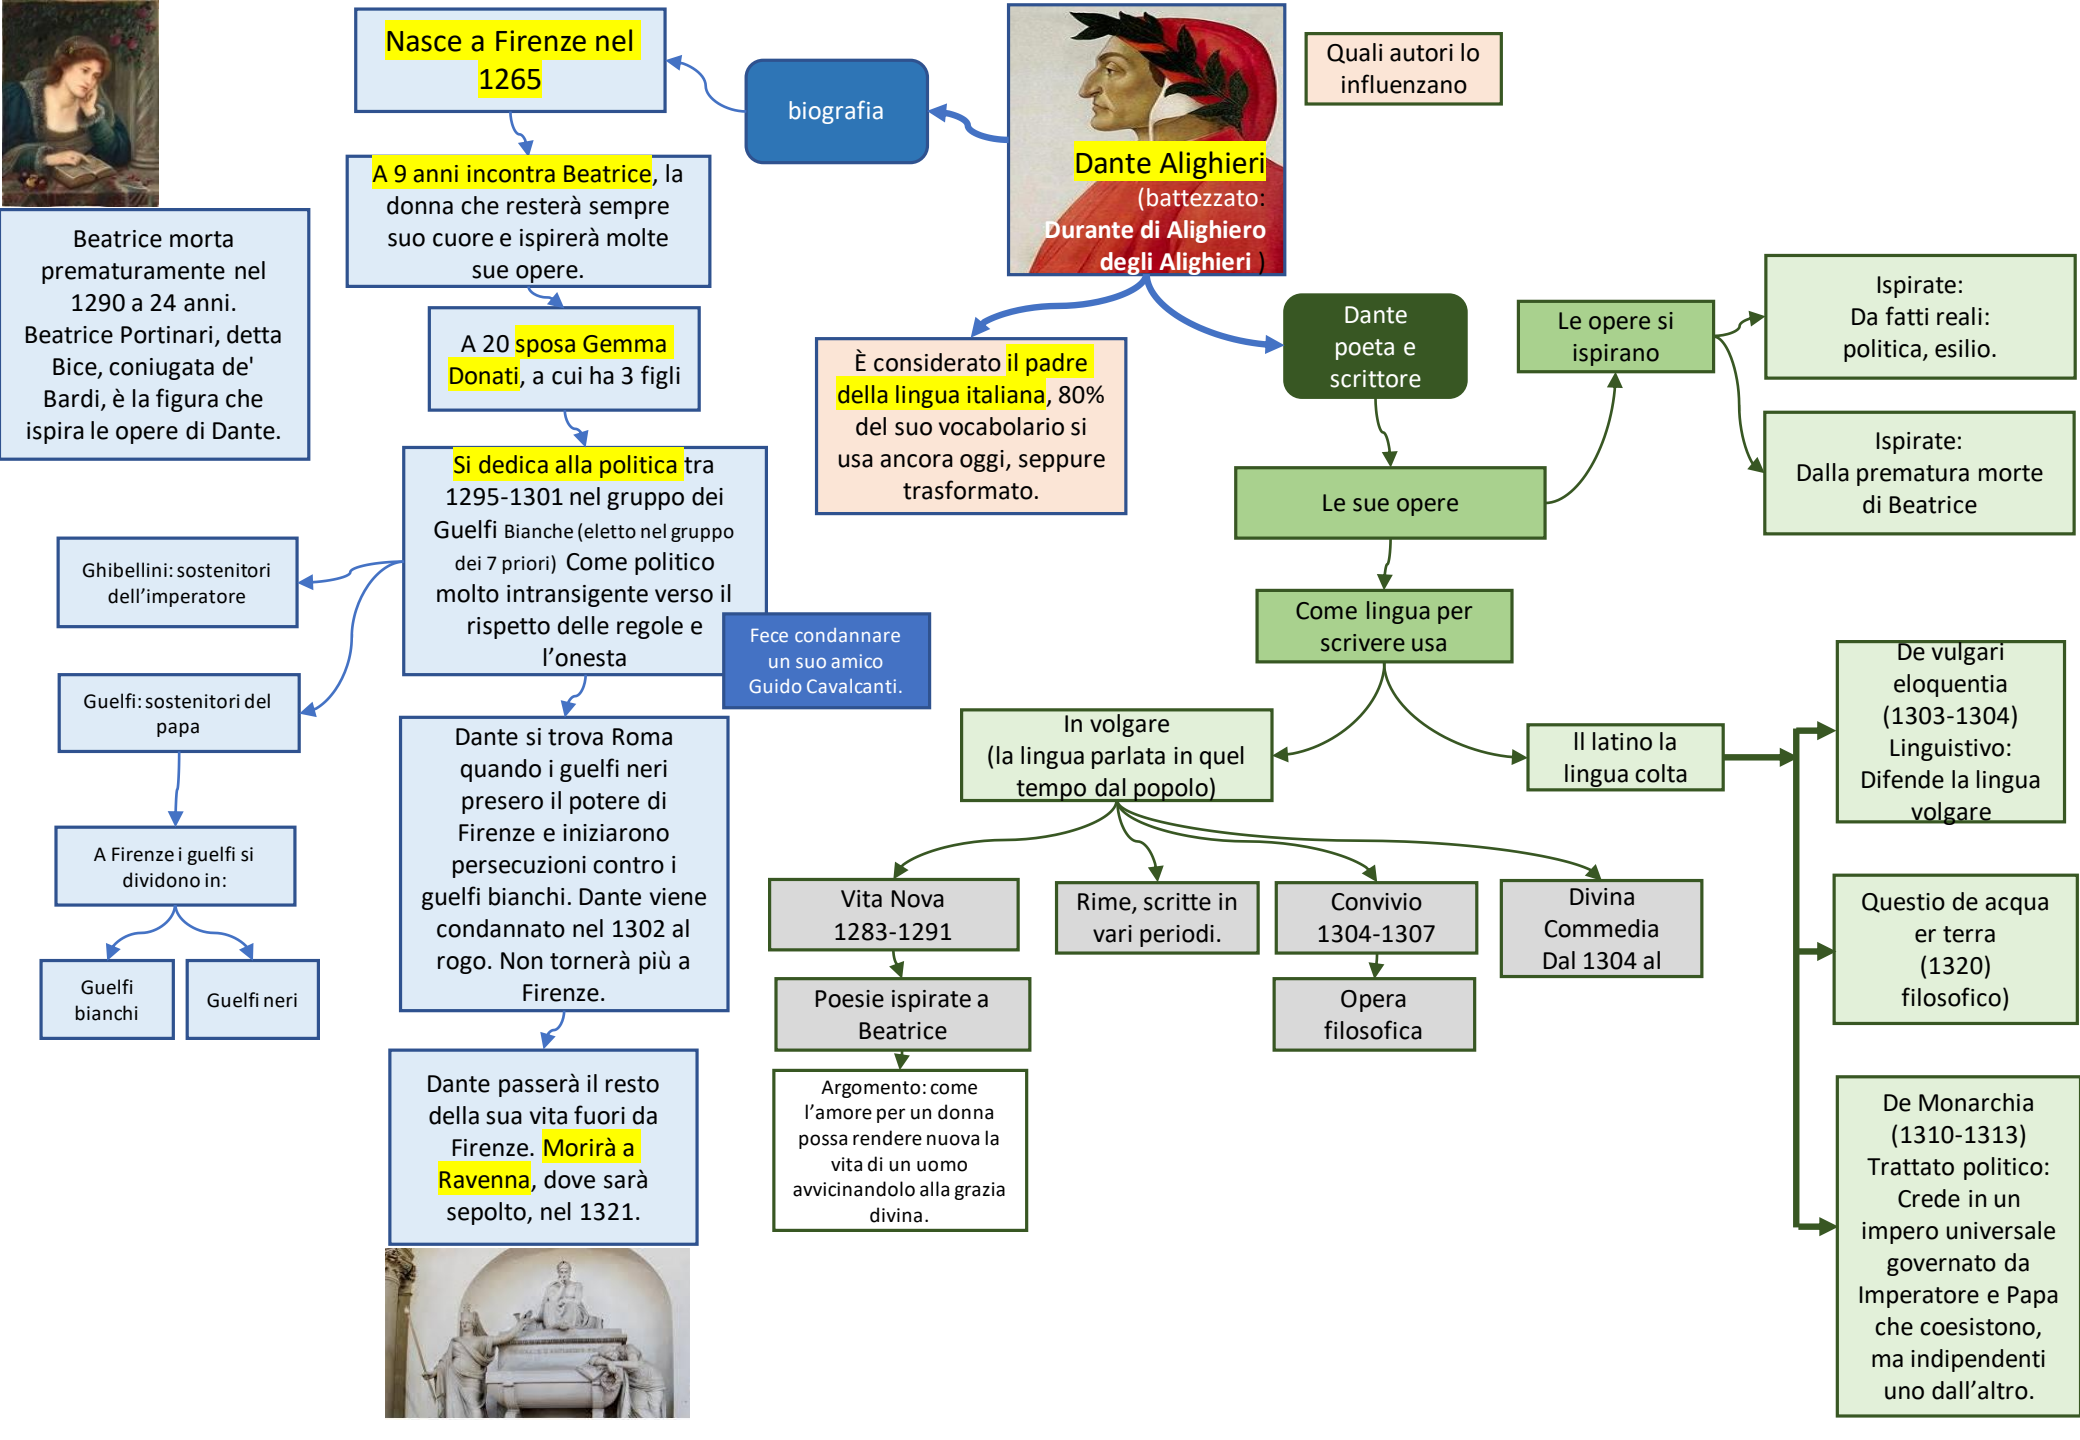 Nasce a Firenze nel
1265
biografia
Dante Alighieri
(battezzato:
Durante di Alighiero
degli Alighieri )
Quali autori lo
influenzano
A 9 anni incontra Beatrice, la
donna che resterà sempre
suo cuore e ispirerà molte
sue opere.
Beatrice morta
prematuramente nel
1290 a 24 anni.
Beatrice Portinari, detta
Bice, coniugata de'
Bardi, è la figura che
ispira le opere di Dante.
A 20 sposa Gemma
Donati, a cui ha 3 figli
Si dedica alla politica tra
1295-1301 nel gruppo dei
Guelfi Bianche (eletto nel gruppo
dei 7 priori) Come politico
molto intransigente verso il
rispetto delle regole e
l'onesta
Fece condannare
un suo amico
Guido Cavalcanti.
Ghibellini: sostenitori
dell'imperatore
Guelfi: sostenitori del
papa
A Firenze i guelfi si
dividono in:
Guelfi
bianchi
Guelfi neri
Dante si trova Roma
quando i guelfi neri
presero il potere di
Firenze e iniziarono
persecuzioni contro i
guelfi bianchi. Dante viene
condannato nel 1302 al
rogo. Non tornerà più a
Firenze.
Dante passerà il resto
della sua vita fuori da
Firenze. Morirà a
Ravenna, dove sarà
sepolto, nel 1321.
È considerato il padre
della lingua italiana, 80%
del suo vocabolario si
usa ancora oggi, seppure
trasformato.
Dante
poeta e
scrittore
Le sue opere
Le opere si
ispirano
Ispirate:
Da fatti reali:
politica, esilio.
Ispirate:
Dalla prematura morte
di Beatrice
Come lingua per
scrivere usa
In volgare
(la lingua parlata in quel
tempo dal popolo)
Il latino la
lingua colta
Vita Nova
1283-1291
Poesie ispirate a
Beatrice
Argomento: come
l'amore per un donna
possa rendere nuova la
vita di un uomo
avvicinandolo alla grazia
divina.
Rime, scritte in
vari periodi.
Convivio
1304-1307
Opera
filosofica
Divina
Commedia
Dal 1304 al
De vulgari
eloquentia
(1303-1304)
Linguistivo:
Difende la lingua
volgare
Questio de acqua
er terra
(1320)
filosofico)
De Monarchia
(1310-1313)
Trattato politico:
Crede in un
impero universale
governato da
Imperatore e Papa
che coesistono,
ma indipendenti
uno dall'altro.